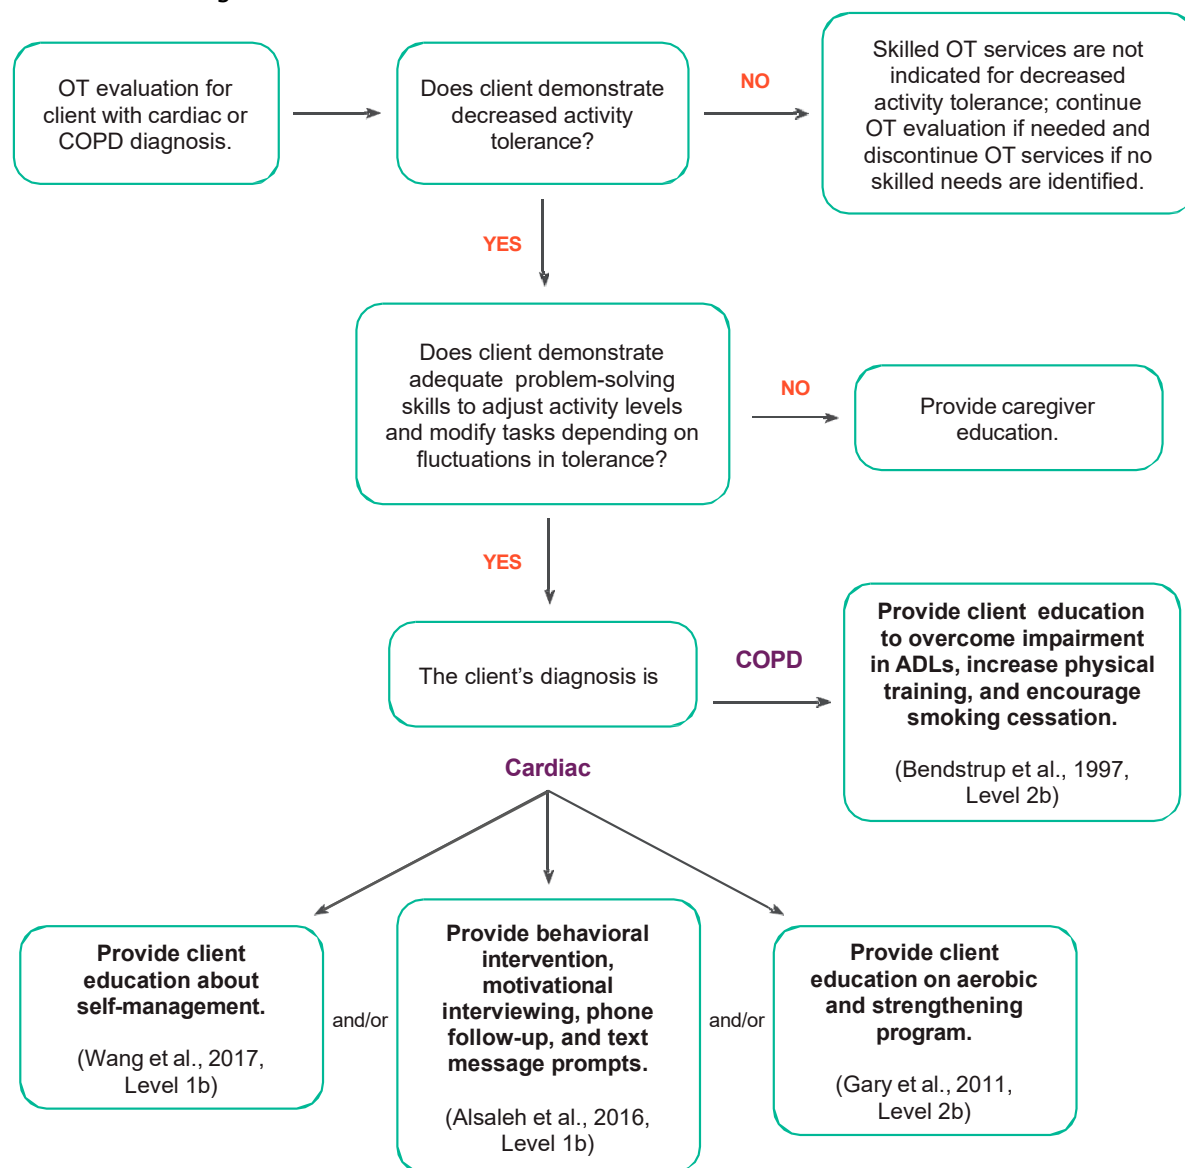 OT evaluation for
client with cardiac or
COPD diagnosis.
Does client demonstrate
decreased activity
tolerance?
NO
Skilled OT services are not
indicated for decreased
activity tolerance; continue
OT evaluation if needed and
discontinue OT services if no
skilled needs are identified.
YES
Does client demonstrate
adequate problem-solving
skills to adjust activity levels
and modify tasks depending on
fluctuations in tolerance?
NO
Provide caregiver
education.
YES
The client’s diagnosis is
COPD
Provide client education
to overcome impairment
in ADLs, increase physical
training, and encourage
smoking cessation.
(Bendstrup et al., 1997,
Level 2b)
Cardiac
Provide client
education about
self-management.
(Wang et al., 2017,
Level 1b)
and/or
Provide behavioral
intervention,
motivational
interviewing, phone
follow-up, and text
message prompts.
(Alsaleh et al., 2016,
Level 1b)
and/or
Provide client
education on aerobic
and strengthening
program.
(Gary et al., 2011,
Level 2b)